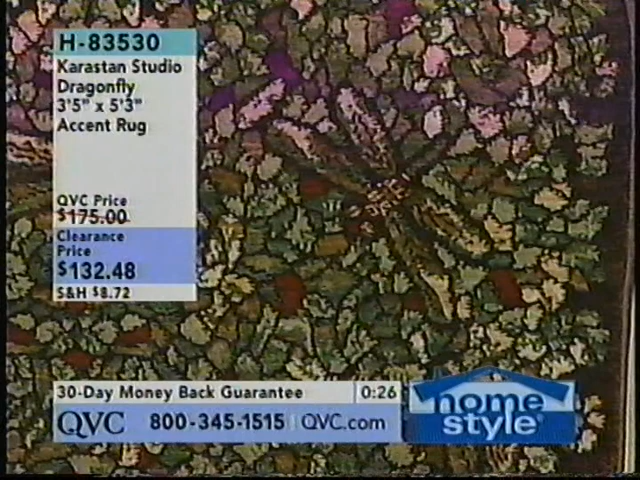 H-83530
Karastan Studio
Dragonfly
3'5" x 5'3"
Accent Rug
QVC Price
$175.00
Clearance
Price
$132.48
S&H $8.72
30-Day Money Back Guarantee 0:26
QVC 800-345-1515 QVC.com
home
style